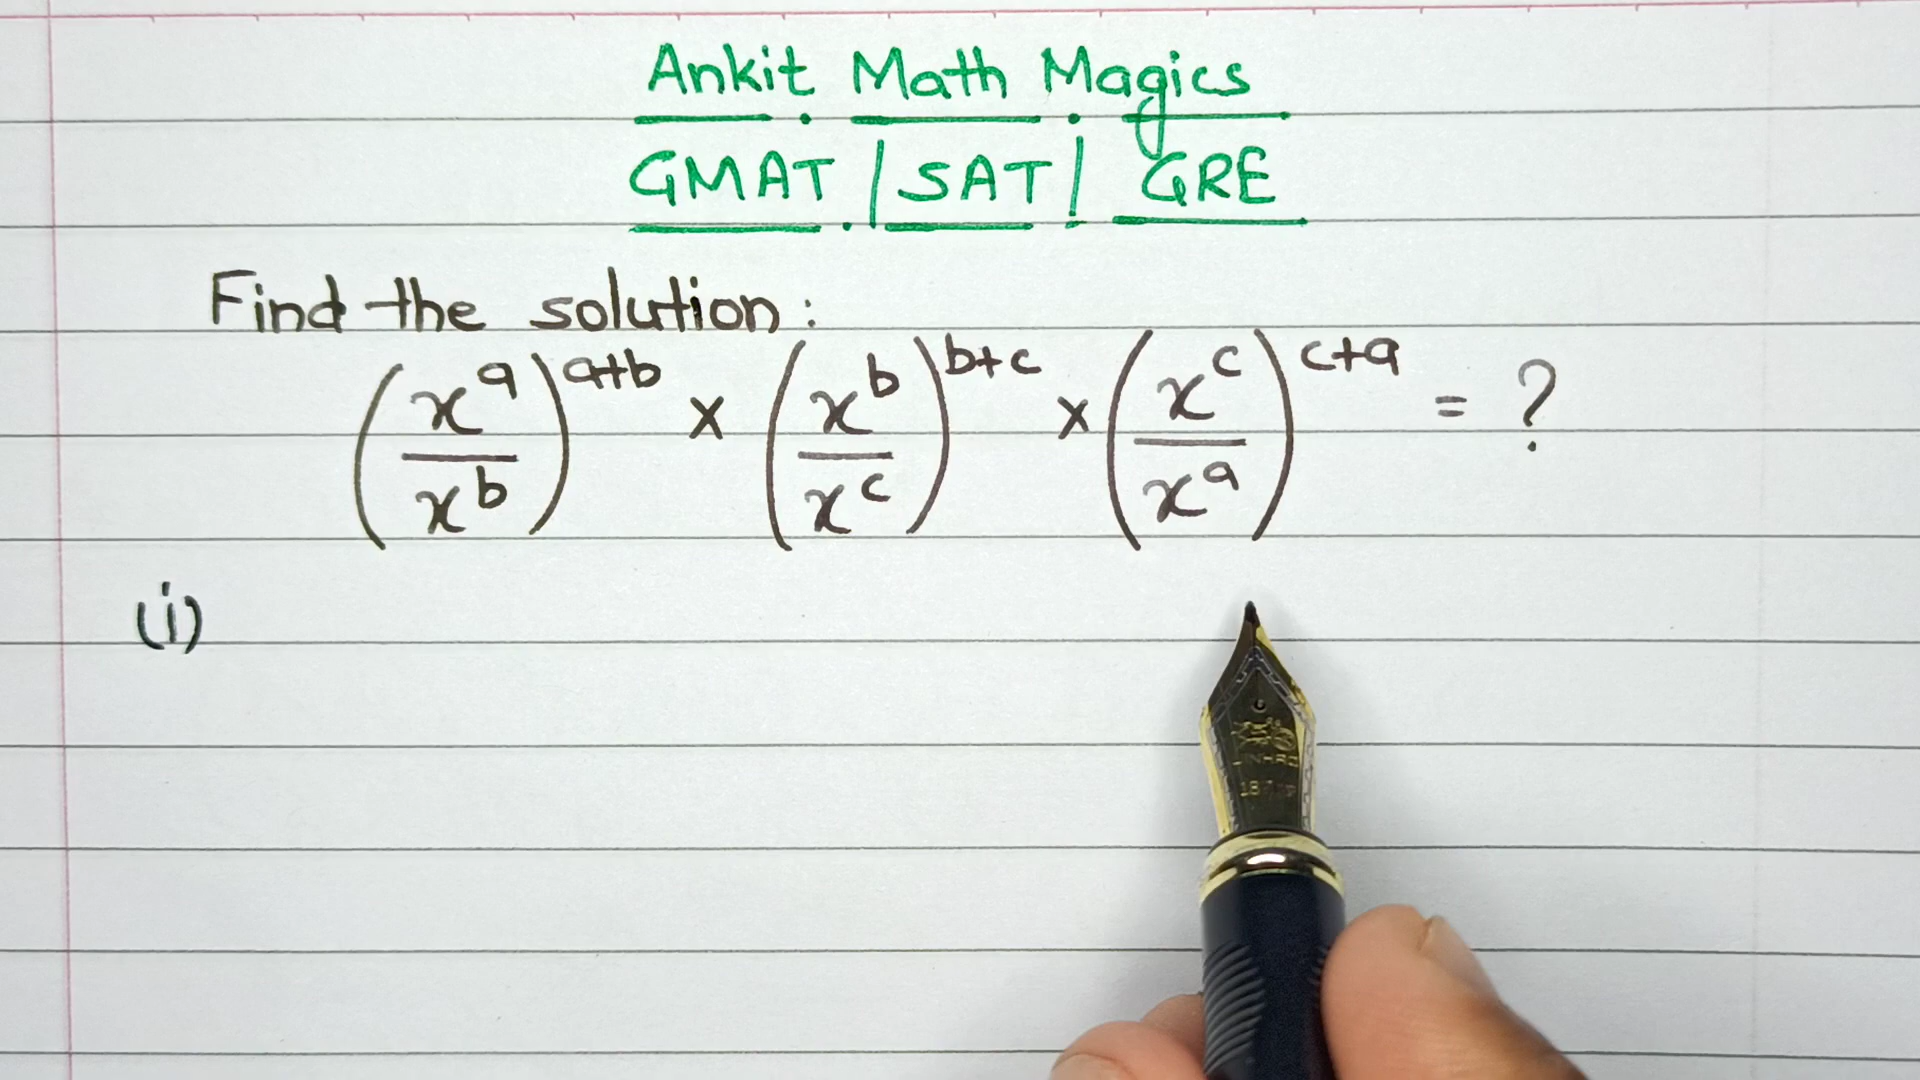 Ankit Math Magics
GMAT / SAT / GRE
Find the solution:
(x^a/x^b)^(a+b) × (x^b/x^c)^(b+c) × (x^c/x^a)^(c+a) = ?
(i)